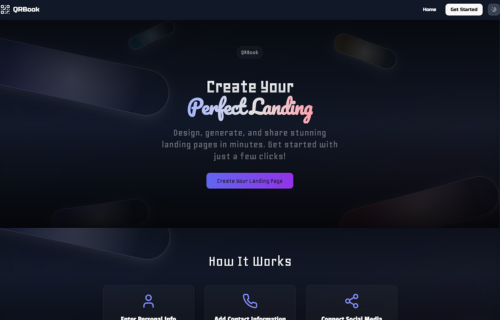 QRBook
Home
Get Started
QRBook
Create Your
Perfect Landing
Design, generate, and share stunning
landing pages in minutes. Get started with
just a few clicks!
Create Your Landing Page
How It Works
Enter Personal Info
Add Contact Information
Connect Social Media